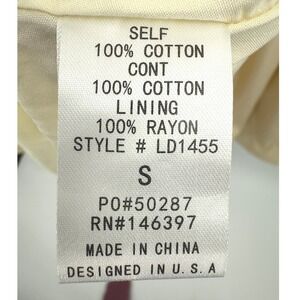 SELF
100% COTTON
CONT
100% COTTON
LINING
100% RAYON
STYLE # LD1455
S
PO#50287
RN#146397
MADE IN CHINA
DESIGNED IN U.S.A